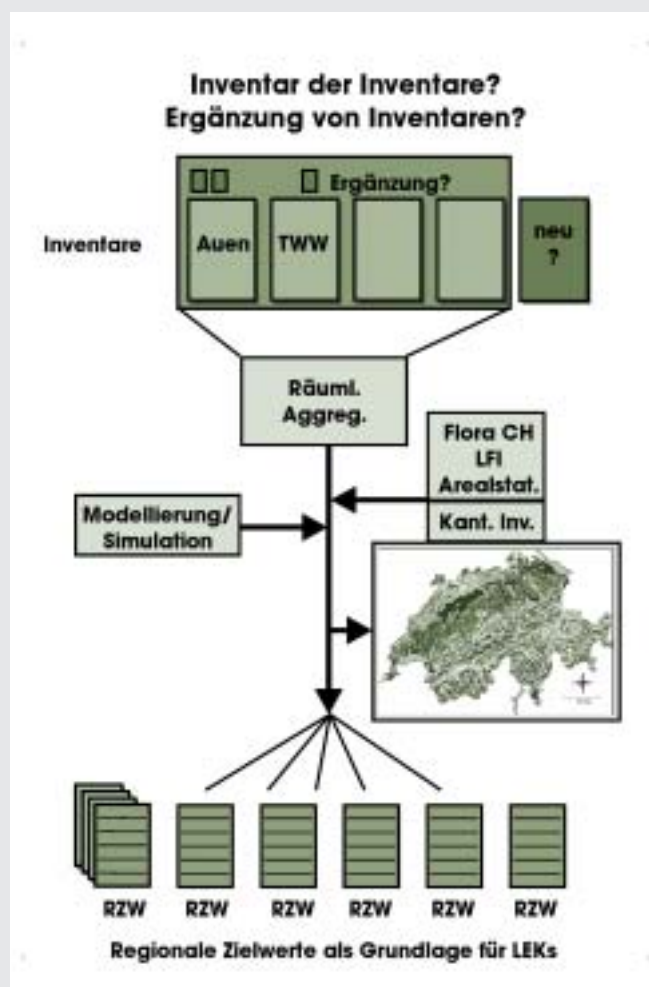 Inventar der Inventare?
Ergänzung von Inventaren?
Ergänzung?
Inventare
Auen
TWW
neu
?
Räuml.
Aggreg.
Flora CH
LFI
Arealstat.
Kant. Inv.
Modellierung/
Simulation
RZW
RZW
RZW
RZW
RZW
RZW
Regionale Zielwerte als Grundlage für LEKs